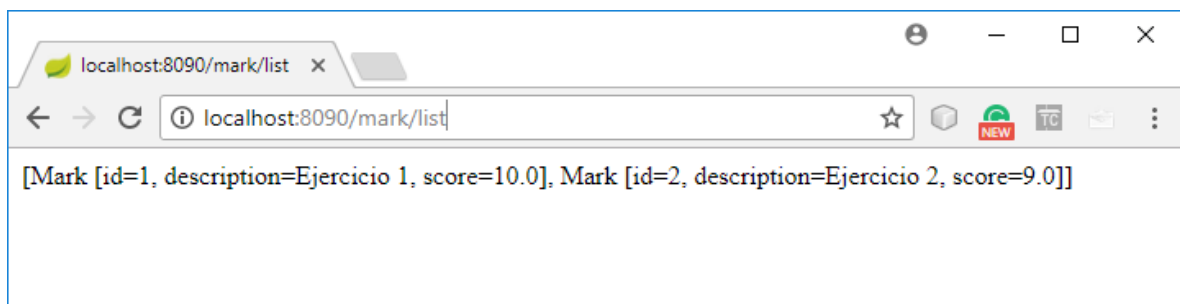 localhost:8090/mark/list
localhost:8090/mark/list
TC
NEW
[Mark [id=1, description=Ejercicio 1, score=10.0], Mark [id=2, description=Ejercicio 2, score=9.0]]